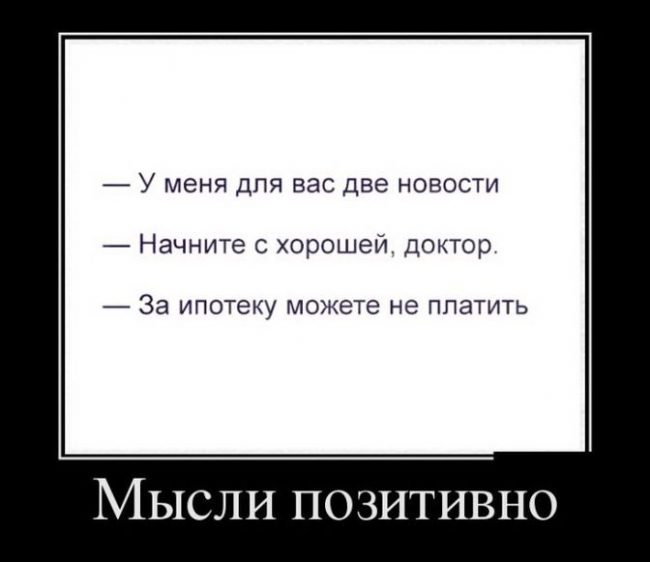 — У меня для вас две новости
— Начните с хорошей, доктор.
— За ипотеку можете не платить
Мысли позитивно